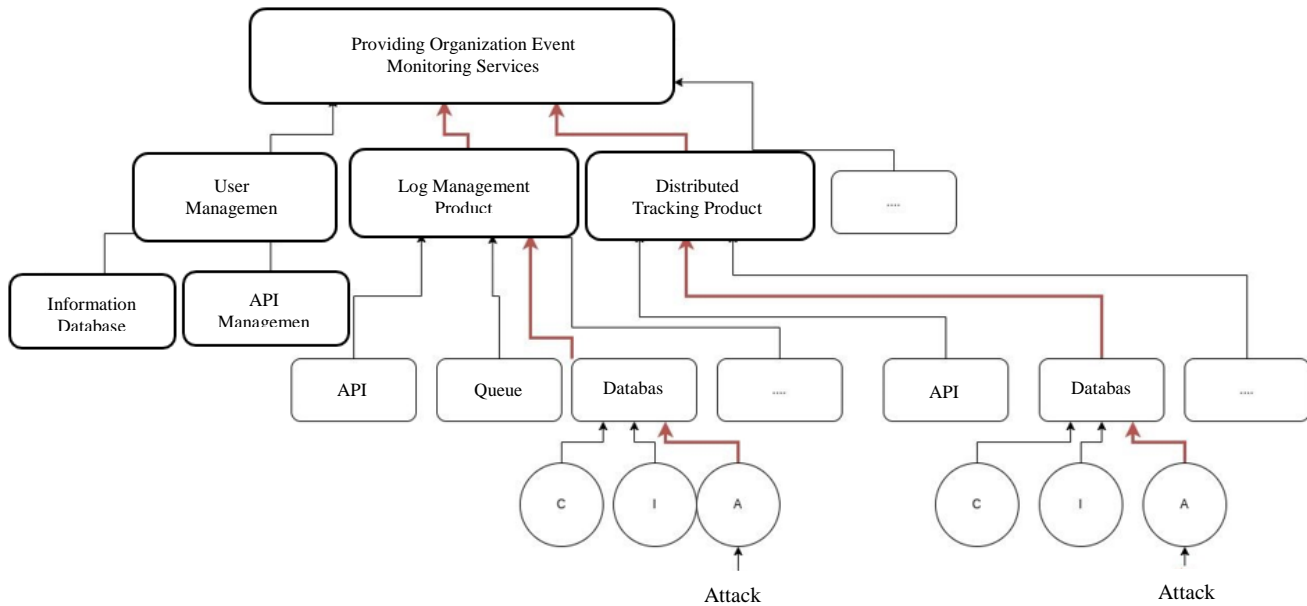 Providing Organization Event
Monitoring Services
User
Managemen
Log Management
Product
Distributed
Tracking Product
....
Information
Database
API
Managemen
API
Queue
Databas
....
API
Databas
....
C
I
A
C
I
A
Attack
Attack